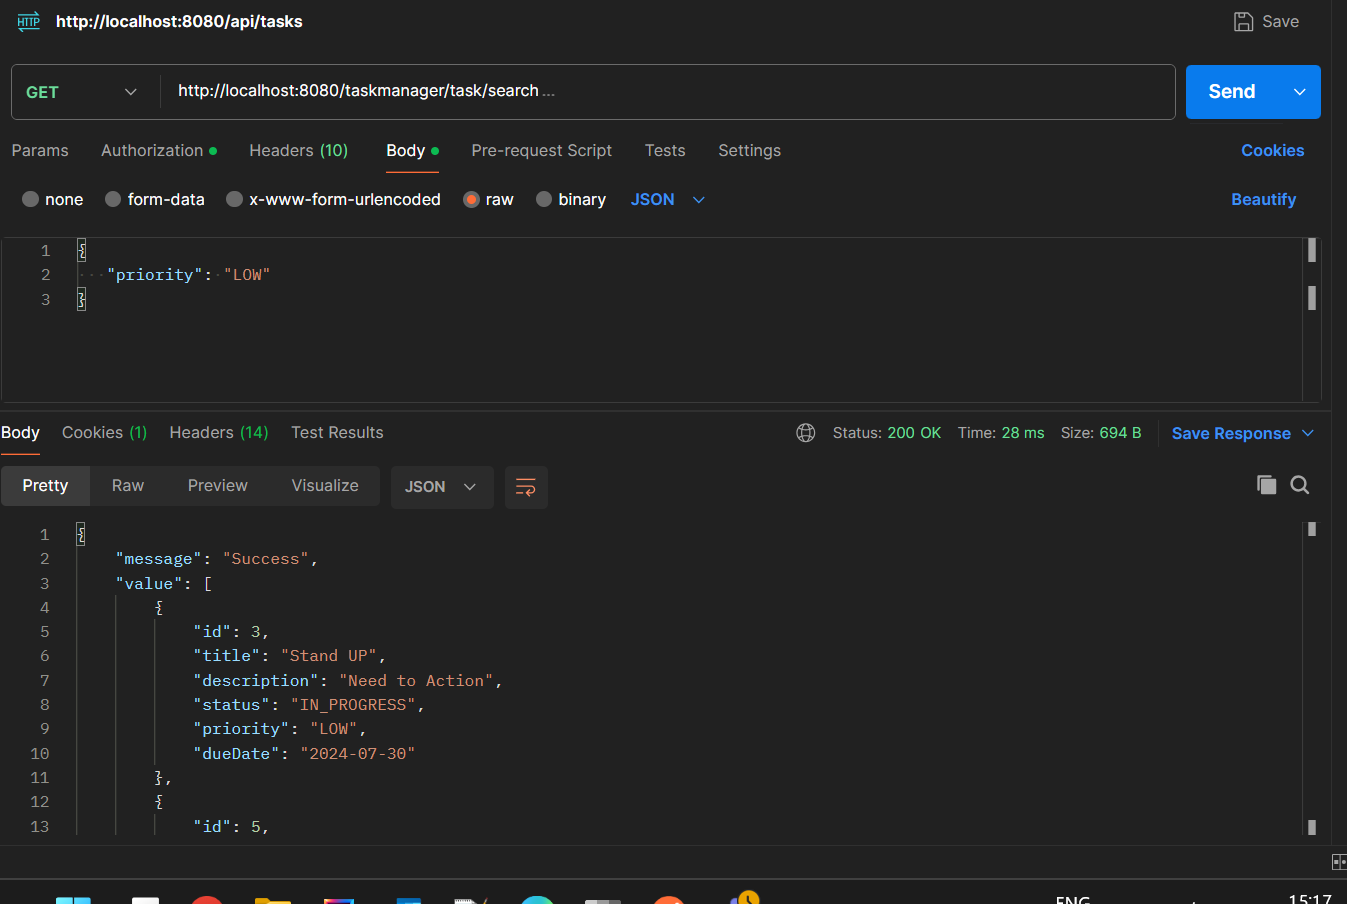 HTTP http://localhost:8080/api/tasks Save
GET http://localhost:8080/taskmanager/task/search ... Send
Params Authorization Headers (10) Body Pre-request Script Tests Settings Cookies
none form-data x-www-form-urlencoded raw binary JSON Beautify
1 {
2 "priority": "LOW"
3 }
Body Cookies (1) Headers (14) Test Results Status: 200 OK Time: 28 ms Size: 694 B Save Response
Pretty Raw Preview Visualize JSON
1 {
2 "message": "Success",
3 "value": [
4 {
5 "id": 3,
6 "title": "Stand UP",
7 "description": "Need to Action",
8 "status": "IN_PROGRESS",
9 "priority": "LOW",
10 "dueDate": "2024-07-30"
11 },
12 {
13 "id": 5,
ENG 15:17